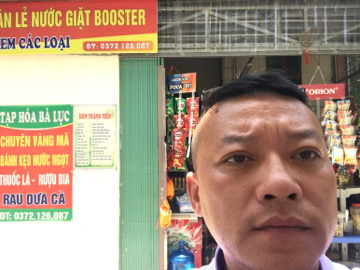 ÁN LẺ NƯỚC GIẶT BOOSTER
EM CÁC LOẠI
ĐT: 0372.126.087
TẠP HÓA BÀ LỤC
CHUYÊN VÀNG MÃ
BÁNH KẸO NƯỚC NGỌT
THUỐC LÁ - RƯỢU BIA
RAU DƯA CÀ
ĐT: 0372.126.087
ORION